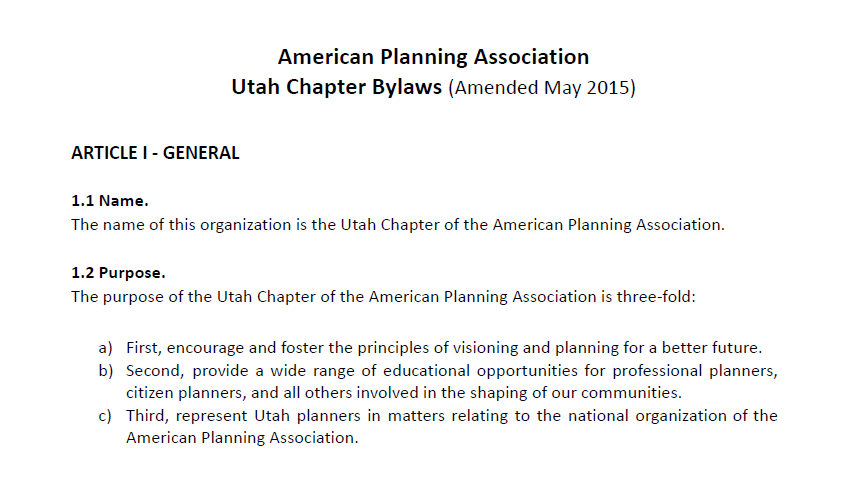 American Planning Association
Utah Chapter Bylaws (Amended May 2015)
ARTICLE I - GENERAL
1.1 Name.
The name of this organization is the Utah Chapter of the American Planning Association.
1.2 Purpose.
The purpose of the Utah Chapter of the American Planning Association is three-fold:
a) First, encourage and foster the principles of visioning and planning for a better future.
b) Second, provide a wide range of educational opportunities for professional planners,
citizen planners, and all others involved in the shaping of our communities.
c) Third, represent Utah planners in matters relating to the national organization of the
American Planning Association.